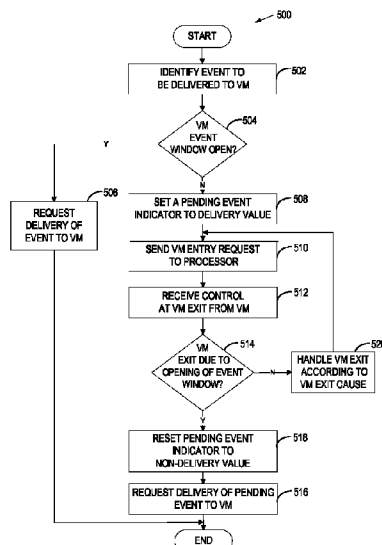 500
START
IDENTIFY EVENT TO
BE DELIVERED TO VM
502
VM
EVENT
WINDOW OPEN?
504
Y
N
REQUEST
DELIVERY OF
EVENT TO VM
506
SET A PENDING EVENT
INDICATOR TO DELIVERY VALUE
508
SEND VM ENTRY REQUEST
TO PROCESSOR
510
RECEIVE CONTROL
AT VM EXIT FROM VM
512
VM
EXIT DUE TO
OPENING OF EVENT
WINDOW?
514
N
HANDLE VM EXIT
ACCORDING TO
VM EXIT CAUSE
520
Y
RESET PENDING EVENT
INDICATOR TO
NON-DELIVERY VALUE
518
REQUEST DELIVERY OF PENDING
EVENT TO VM
516
END